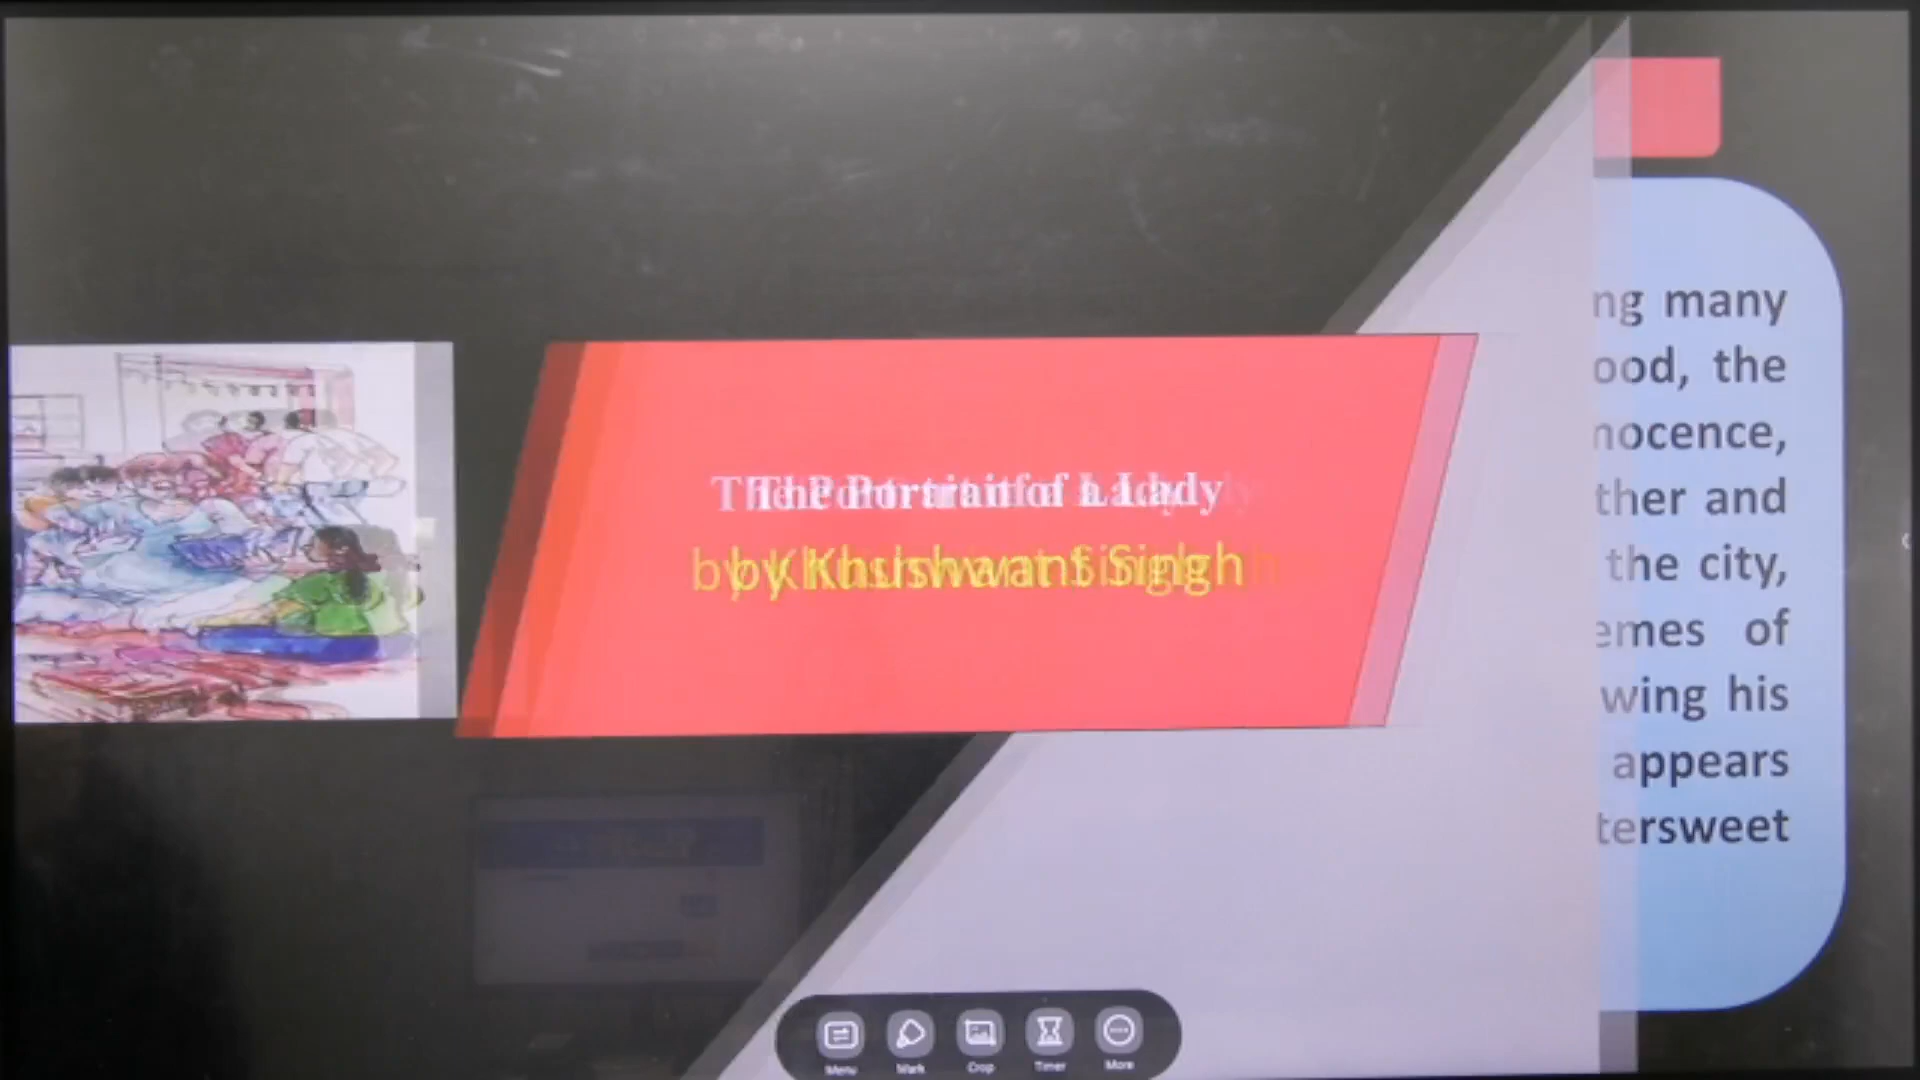 The Portrait of a Lady
by Khushwant Singh
ng many
ood, the
nocence,
ther and
the city,
emes of
wing his
appears
tersweet
Menu
Mark
Crop
Timer
More